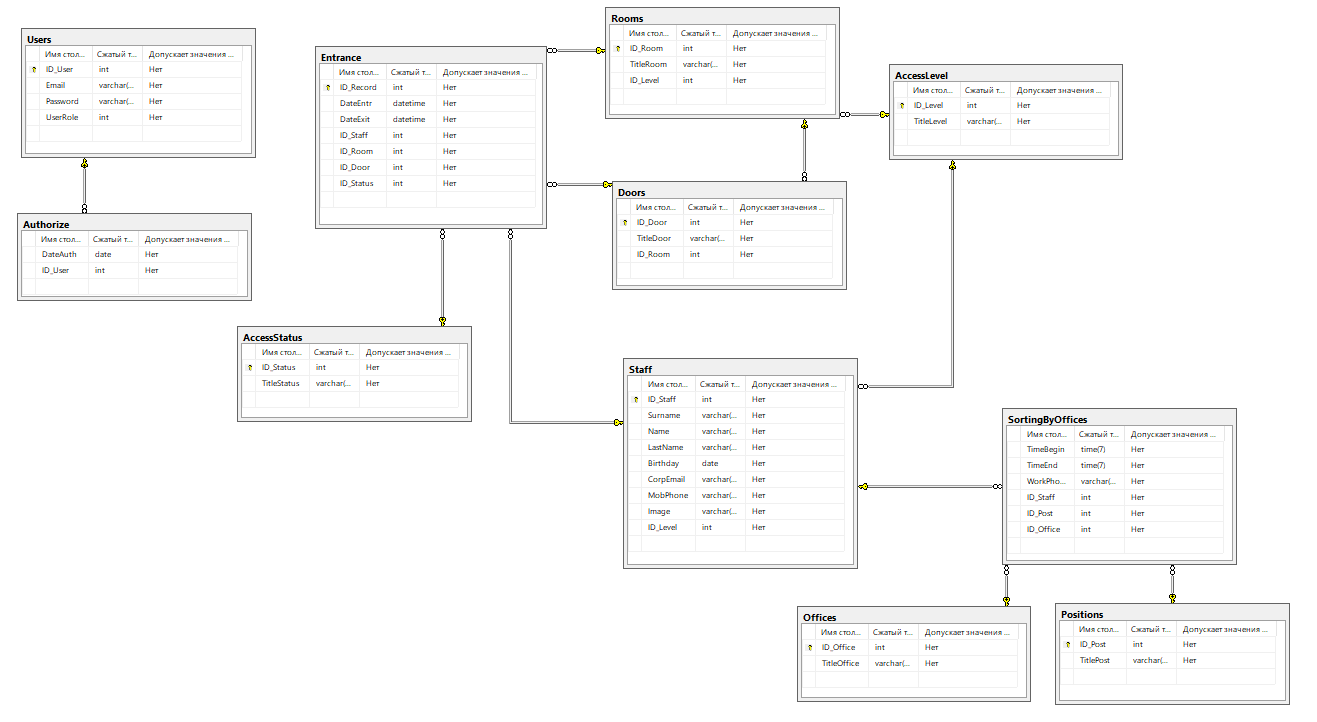 Users
Имя стол... Сжатый т... Допускает значения ...
ID_User int Нет
Email varchar(... Нет
Password varchar(... Нет
UserRole int Нет
Authorize
Имя стол... Сжатый т... Допускает значения ...
DateAuth date Нет
ID_User int Нет
Entrance
Имя стол... Сжатый т... Допускает значения ...
ID_Record int Нет
DateEntr datetime Нет
DateExit datetime Нет
ID_Staff int Нет
ID_Room int Нет
ID_Door int Нет
ID_Status int Нет
AccessStatus
Имя стол... Сжатый т... Допускает значения ...
ID_Status int Нет
TitleStatus varchar(... Нет
Rooms
Имя стол... Сжатый т... Допускает значения ...
ID_Room int Нет
TitleRoom varchar(... Нет
ID_Level int Нет
AccessLevel
Имя стол... Сжатый т... Допускает значения ...
ID_Level int Нет
TitleLevel varchar(... Нет
Doors
Имя стол... Сжатый т... Допускает значения ...
ID_Door int Нет
TitleDoor varchar(... Нет
ID_Room int Нет
Staff
Имя стол... Сжатый т... Допускает значения ...
ID_Staff int Нет
Surname varchar(... Нет
Name varchar(... Нет
LastName varchar(... Нет
Birthday date Нет
CorpEmail varchar(... Нет
MobPhone varchar(... Нет
Image varchar(... Нет
ID_Level int Нет
SortingByOffices
Имя стол... Сжатый т... Допускает значения ...
TimeBegin time(7) Нет
TimeEnd time(7) Нет
WorkPho... varchar(... Нет
ID_Staff int Нет
ID_Post int Нет
ID_Office int Нет
Offices
Имя стол... Сжатый т... Допускает значения ...
ID_Office int Нет
TitleOffice varchar(... Нет
Positions
Имя стол... Сжатый т... Допускает значения ...
ID_Post int Нет
TitlePost varchar(... Нет